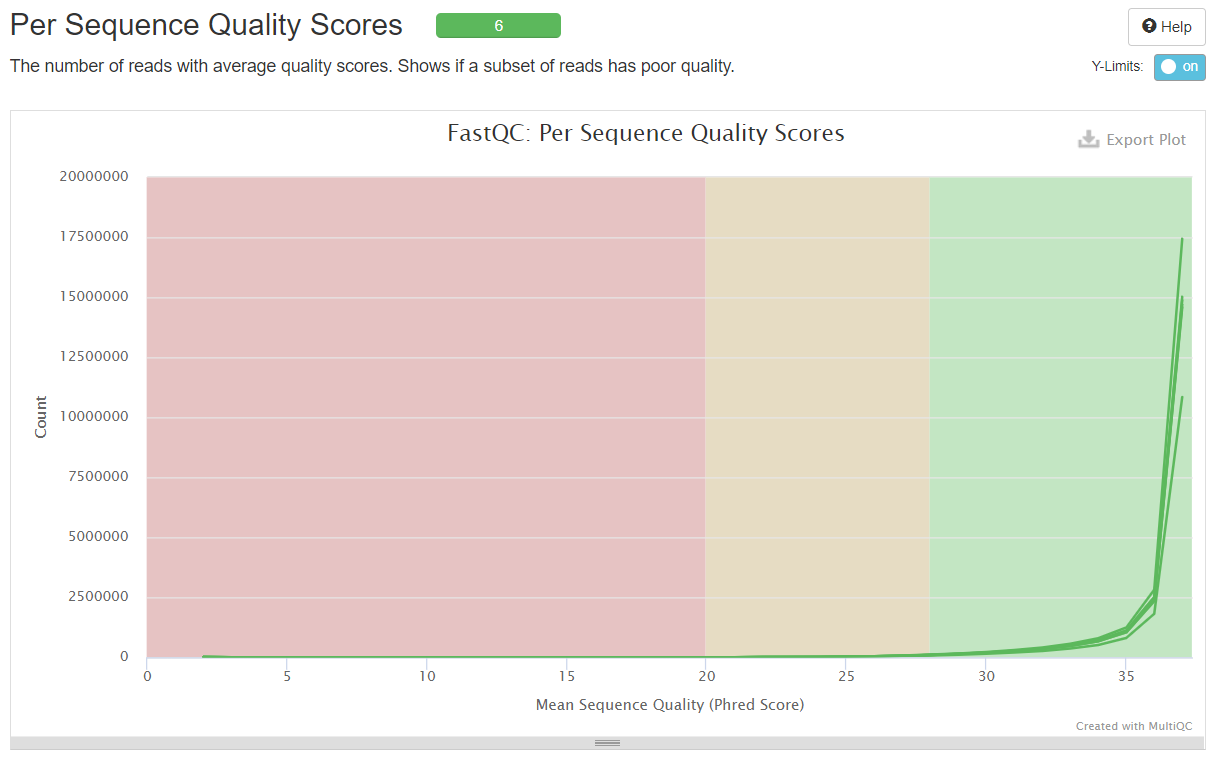 Per Sequence Quality Scores
6
Help
The number of reads with average quality scores. Shows if a subset of reads has poor quality.
Y-Limits:
on
FastQC: Per Sequence Quality Scores
Export Plot
20000000
17500000
15000000
12500000
10000000
7500000
5000000
2500000
0
Count
0 5 10 15 20 25 30 35
Mean Sequence Quality (Phred Score)
Created with MultiQC